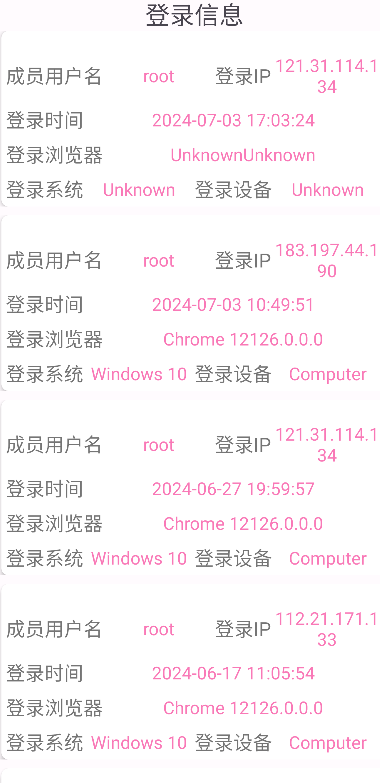 登录信息
成员用户名 root 登录IP 121.31.114.1
34
登录时间 2024-07-03 17:03:24
登录浏览器 UnknownUnknown
登录系统 Unknown 登录设备 Unknown
成员用户名 root 登录IP 183.197.44.1
90
登录时间 2024-07-03 10:49:51
登录浏览器 Chrome 12126.0.0.0
登录系统 Windows 10 登录设备 Computer
成员用户名 root 登录IP 121.31.114.1
34
登录时间 2024-06-27 19:59:57
登录浏览器 Chrome 12126.0.0.0
登录系统 Windows 10 登录设备 Computer
成员用户名 root 登录IP 112.21.171.1
33
登录时间 2024-06-17 11:05:54
登录浏览器 Chrome 12126.0.0.0
登录系统 Windows 10 登录设备 Computer